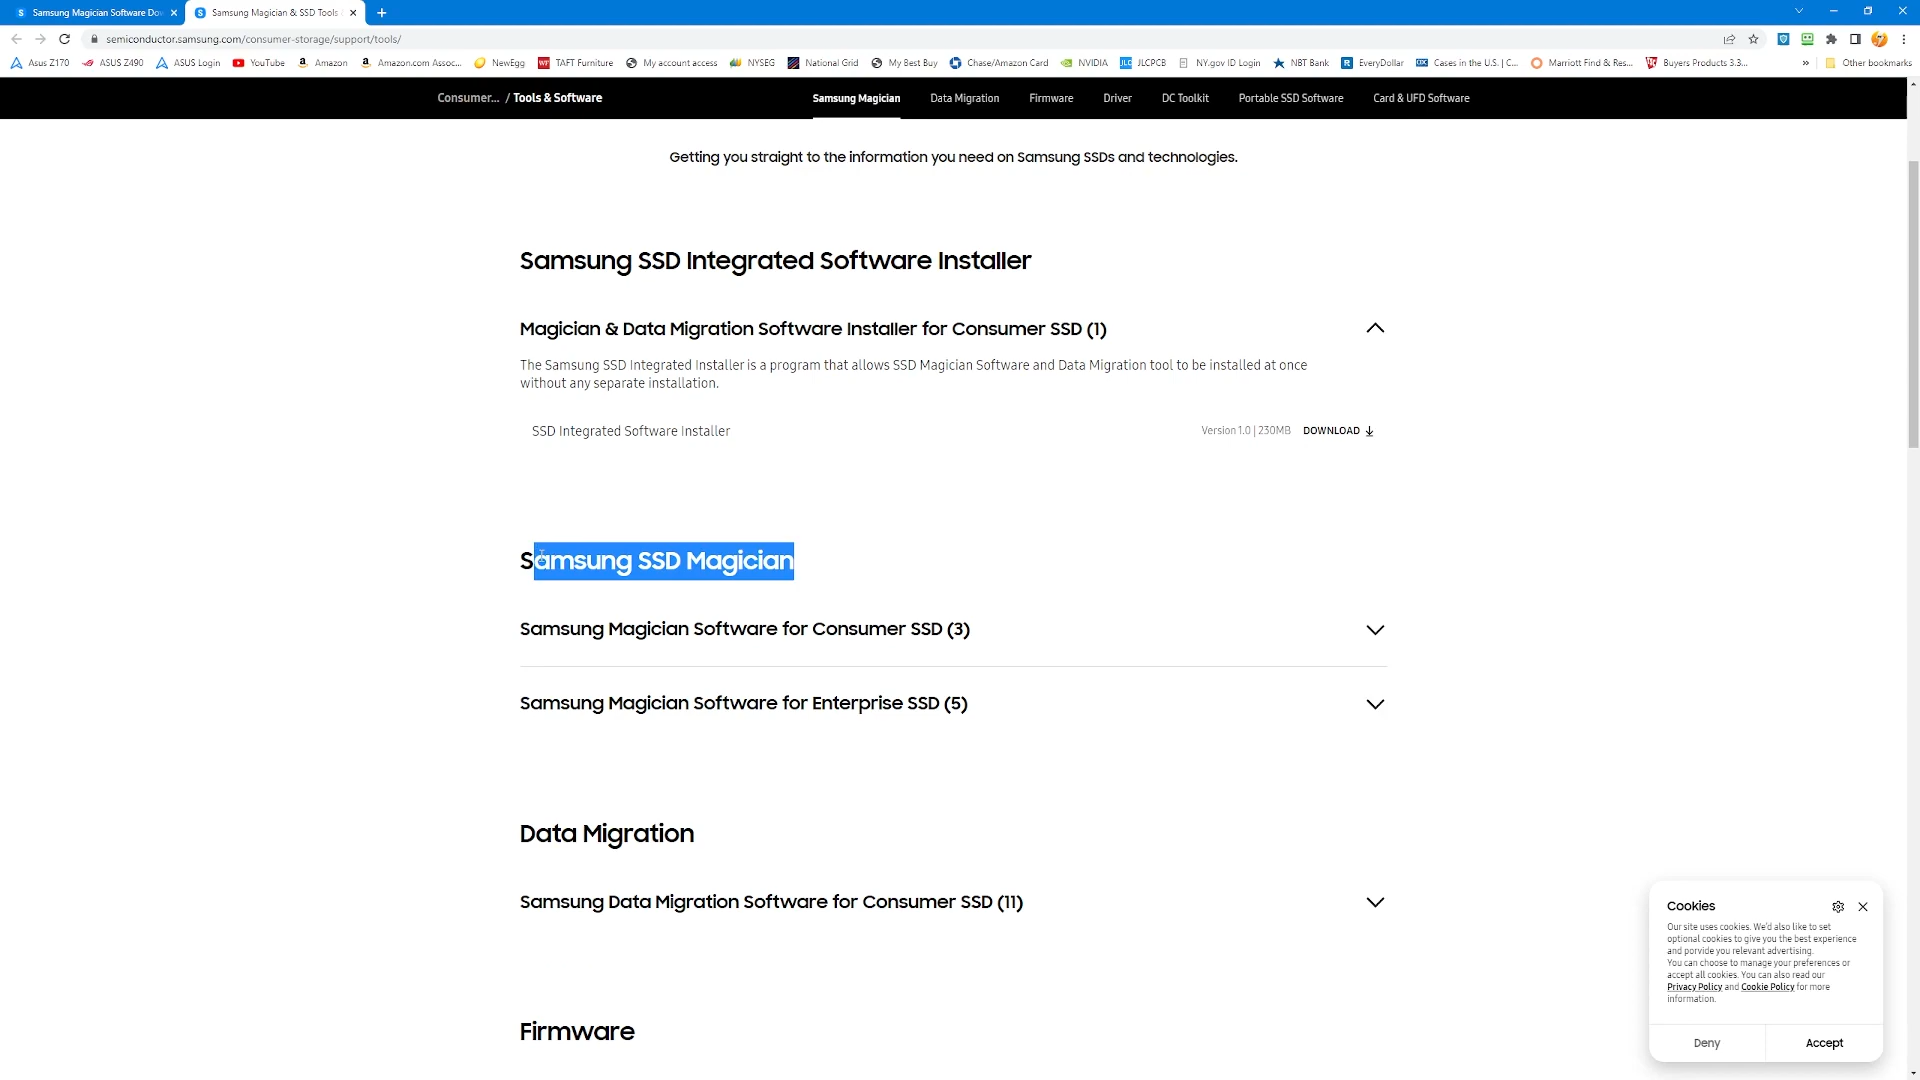 Samsung Magician Software Dow
Samsung Magician & SSD Tools
semiconductor.samsung.com/consumer-storage/support/tools/
Asus Z170
ASUS Z490
ASUS Login
YouTube
Amazon
Amazon.com Assoc...
NewEgg
TAFT Furniture
My account access
NYSEG
National Grid
My Best Buy
Chase/Amazon Card
NVIDIA
JLCPCB
NY.gov ID Login
NBT Bank
EveryDollar
Cases in the U.S. | C...
Marriott Find & Res...
Buyers Products 3.3...
»
Other bookmarks
Consumer... / Tools & Software
Samsung Magician
Data Migration
Firmware
Driver
DC Toolkit
Portable SSD Software
Card & UFD Software
Getting you straight to the information you need on Samsung SSDs and technologies.
Samsung SSD Integrated Software Installer
Magician & Data Migration Software Installer for Consumer SSD (1)
The Samsung SSD Integrated Installer is a program that allows SSD Magician Software and Data Migration tool to be installed at once
without any separate installation.
SSD Integrated Software Installer
Version 1.0 | 230MB DOWNLOAD
Samsung SSD Magician
Samsung Magician Software for Consumer SSD (3)
Samsung Magician Software for Enterprise SSD (5)
Data Migration
Samsung Data Migration Software for Consumer SSD (11)
Firmware
Cookies
Our site uses cookies. We'd also like to set
optional cookies to give you the best experience
and porvide you relevant advertising.
You can choose to manage your preferences or
accept all cookies. You can also read our
Privacy Policy and Cookie Policy for more
information.
Deny
Accept